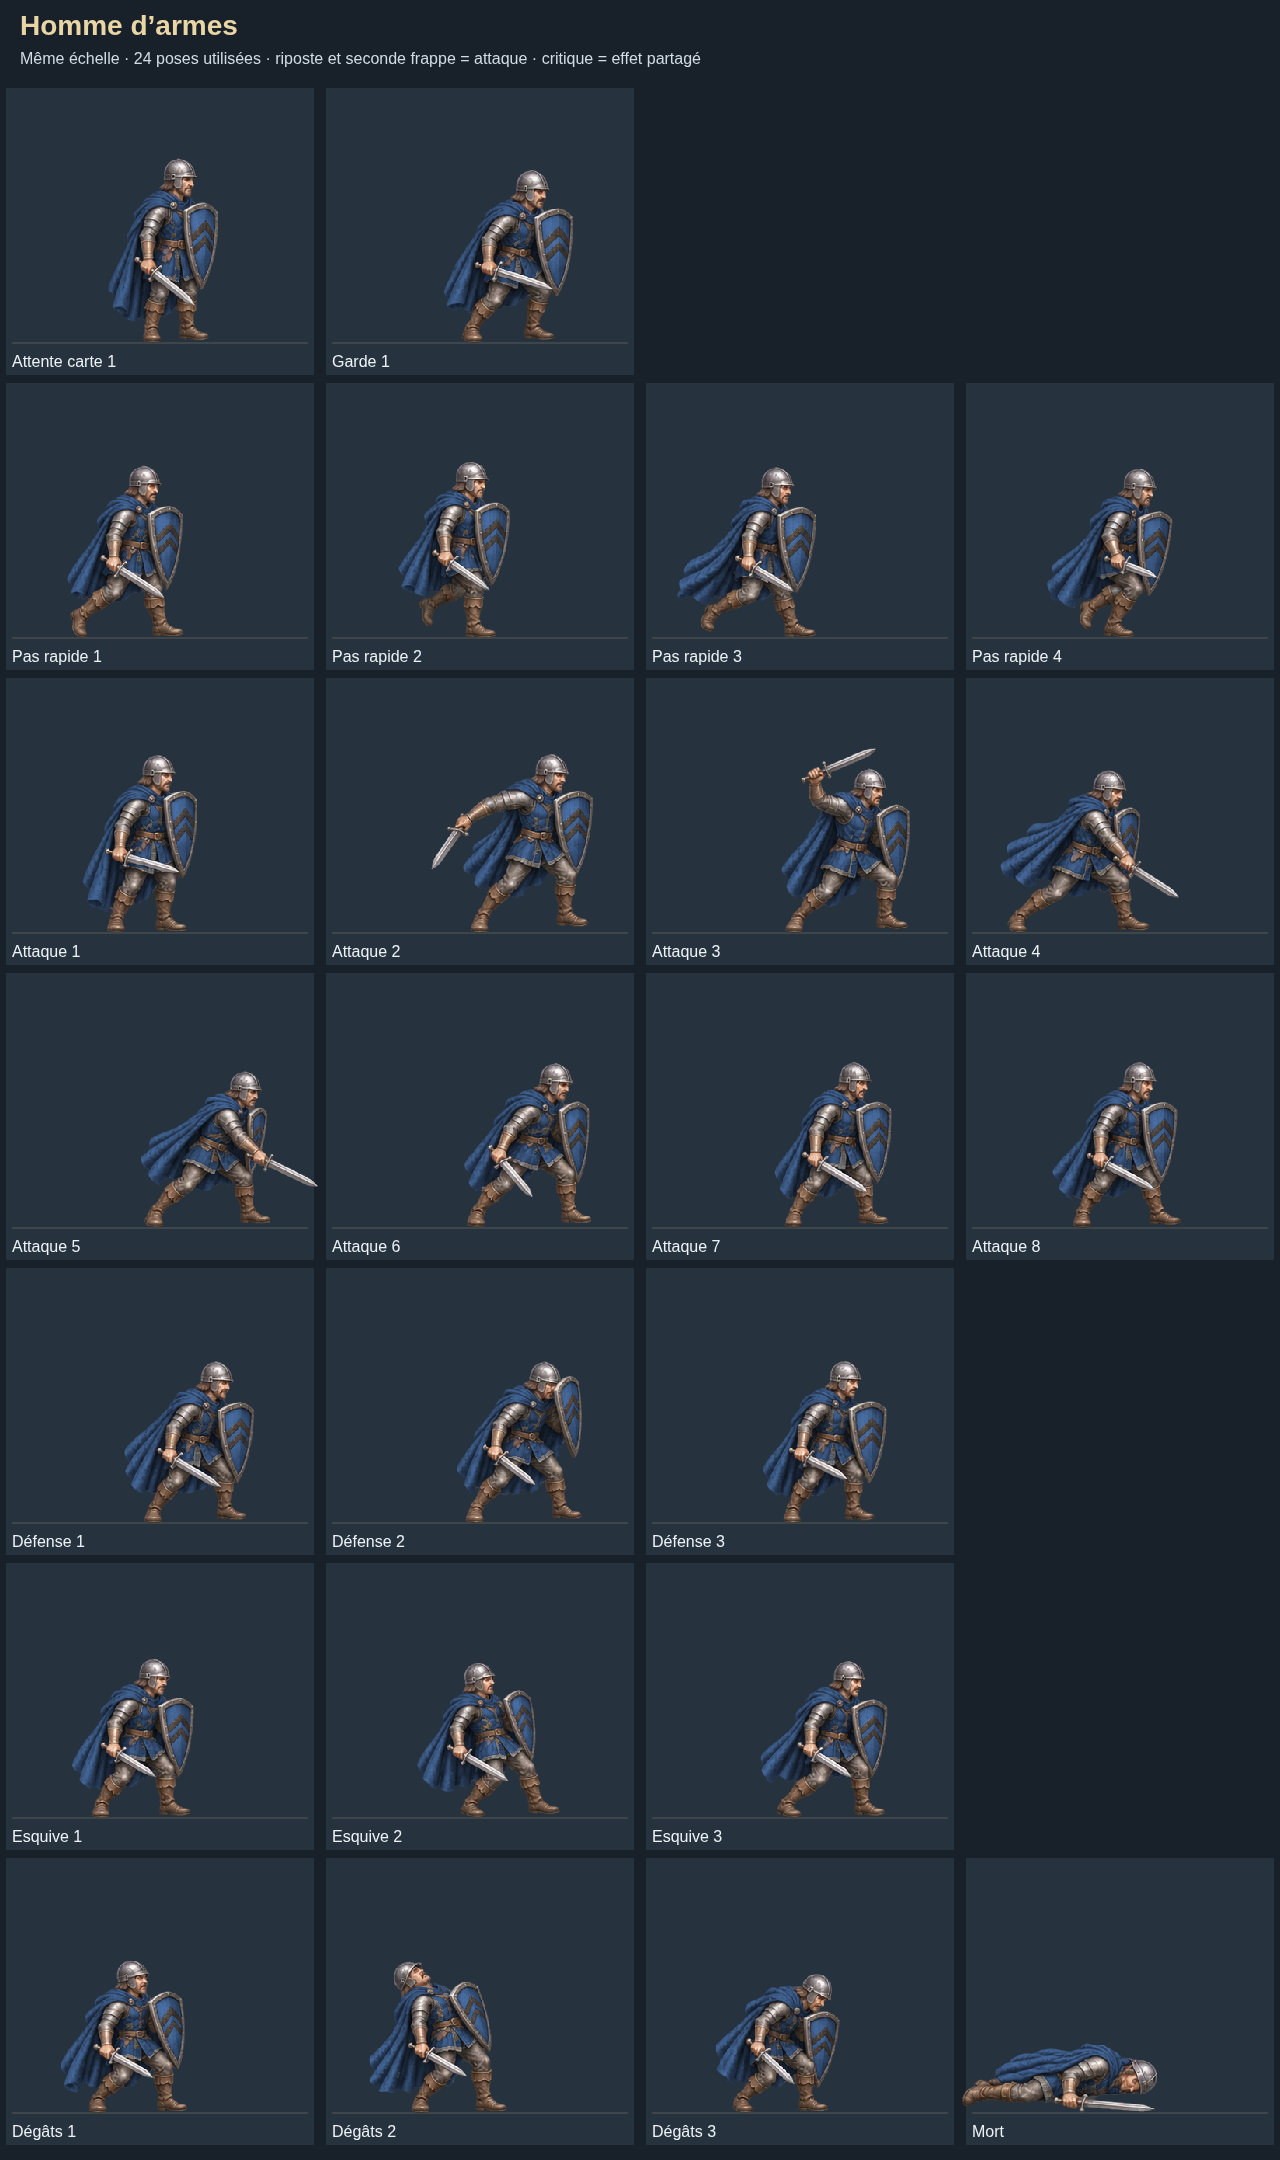 Homme d’armes
Même échelle · 24 poses utilisées · riposte et seconde frappe = attaque · critique = effet partagé
Attente carte 1
Garde 1
Pas rapide 1
Pas rapide 2
Pas rapide 3
Pas rapide 4
Attaque 1
Attaque 2
Attaque 3
Attaque 4
Attaque 5
Attaque 6
Attaque 7
Attaque 8
Défense 1
Défense 2
Défense 3
Esquive 1
Esquive 2
Esquive 3
Dégâts 1
Dégâts 2
Dégâts 3
Mort